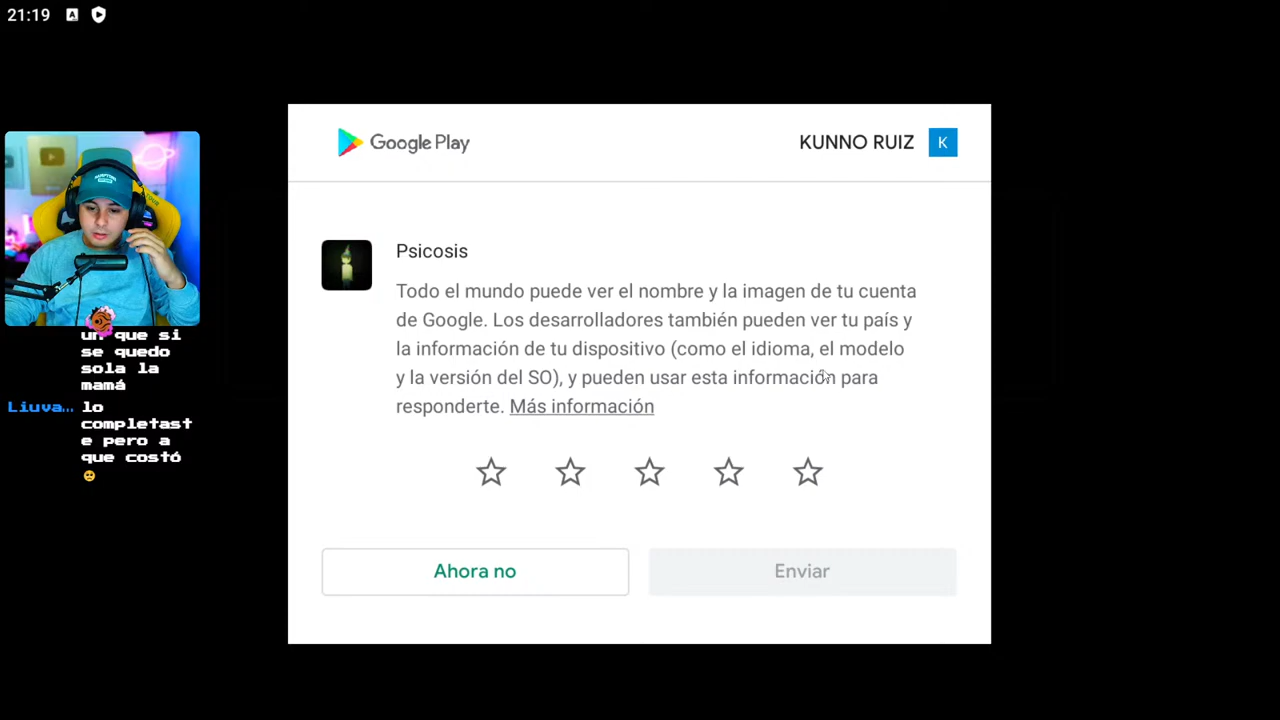 21:19
A
Google Play
KUNNO RUIZ
K
Psicosis
Todo el mundo puede ver el nombre y la imagen de tu cuenta
de Google. Los desarrolladores también pueden ver tu país y
la información de tu dispositivo (como el idioma, el modelo
y la versión del SO), y pueden usar esta información para
responderte. Más información
Ahora no
Enviar
un que si
se quedo
sola la
mamá
Liuva... lo
completast
e pero a
que costó